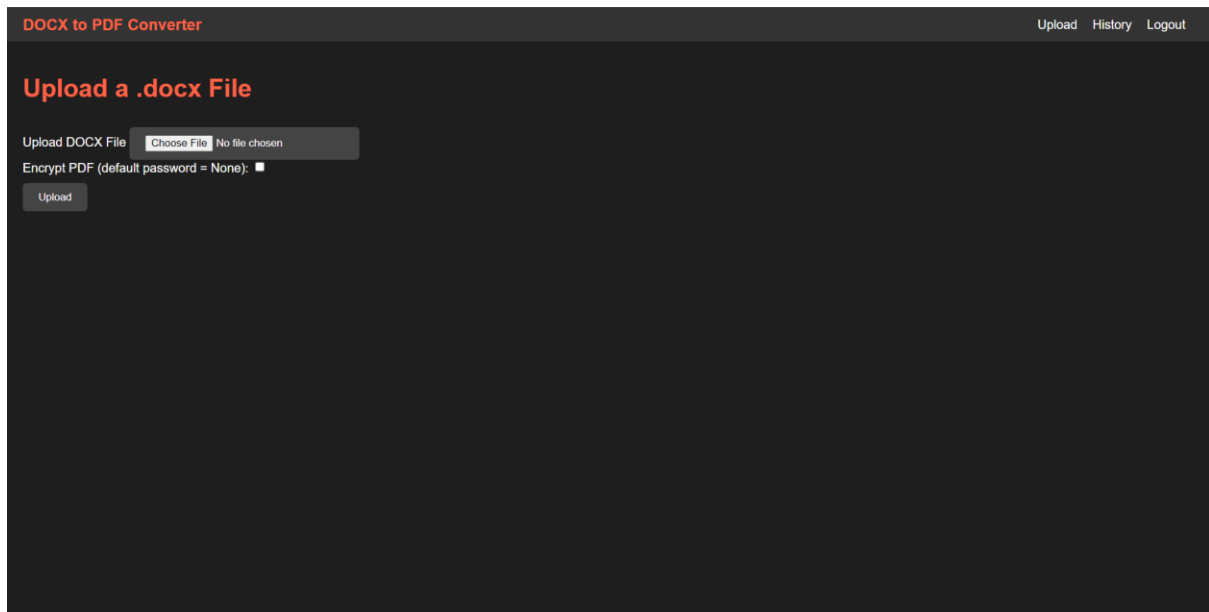 DOCX to PDF Converter Upload History Logout
Upload a .docx File
Upload DOCX File Choose File No file chosen
Encrypt PDF (default password = None):
Upload